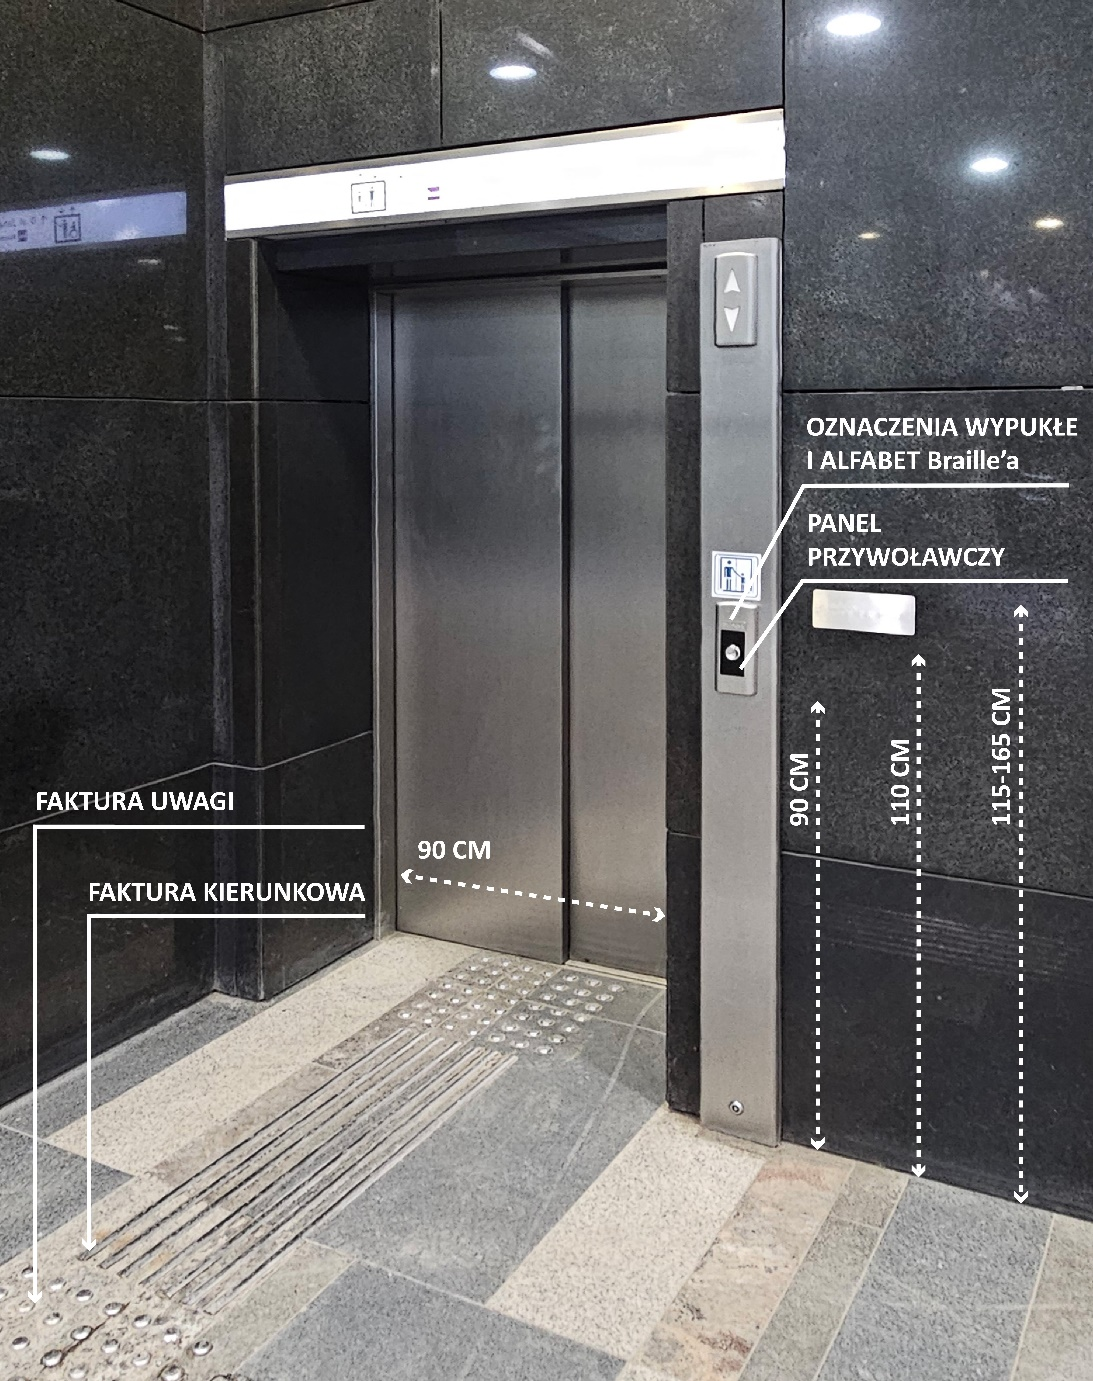 OZNACZENIA WYPUKŁE
I ALFABET Braille’a
PANEL
PRZYWOŁAWCZY
90 CM
110 CM
115-165 CM
FAKTURA UWAGI
90 CM
FAKTURA KIERUNKOWA